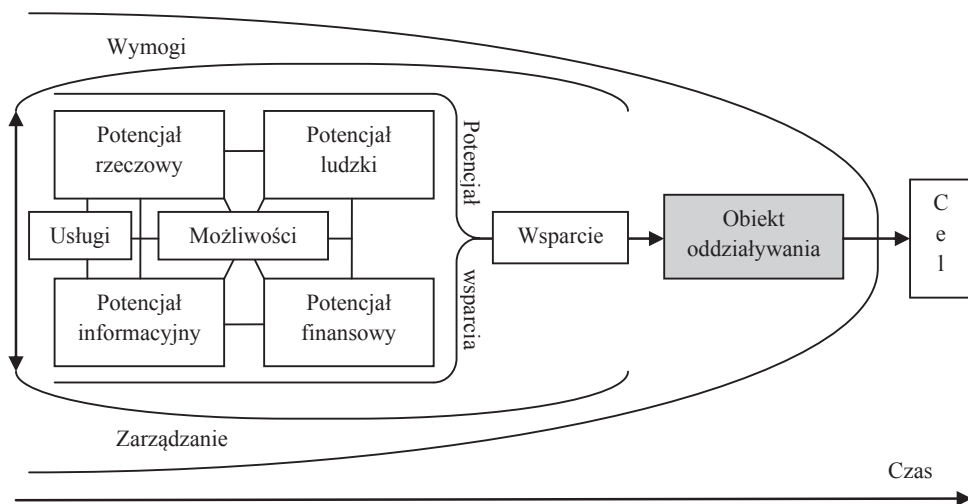 Wymogi
Potencjał
rzeczowy
Potencjał
ludzki
Usługi
Możliwości
Potencjał
informacyjny
Potencjał
finansowy
Potencjał
wsparcia
Wsparcie
Obiekt
oddziaływania
C
e
l
Zarządzanie
Czas